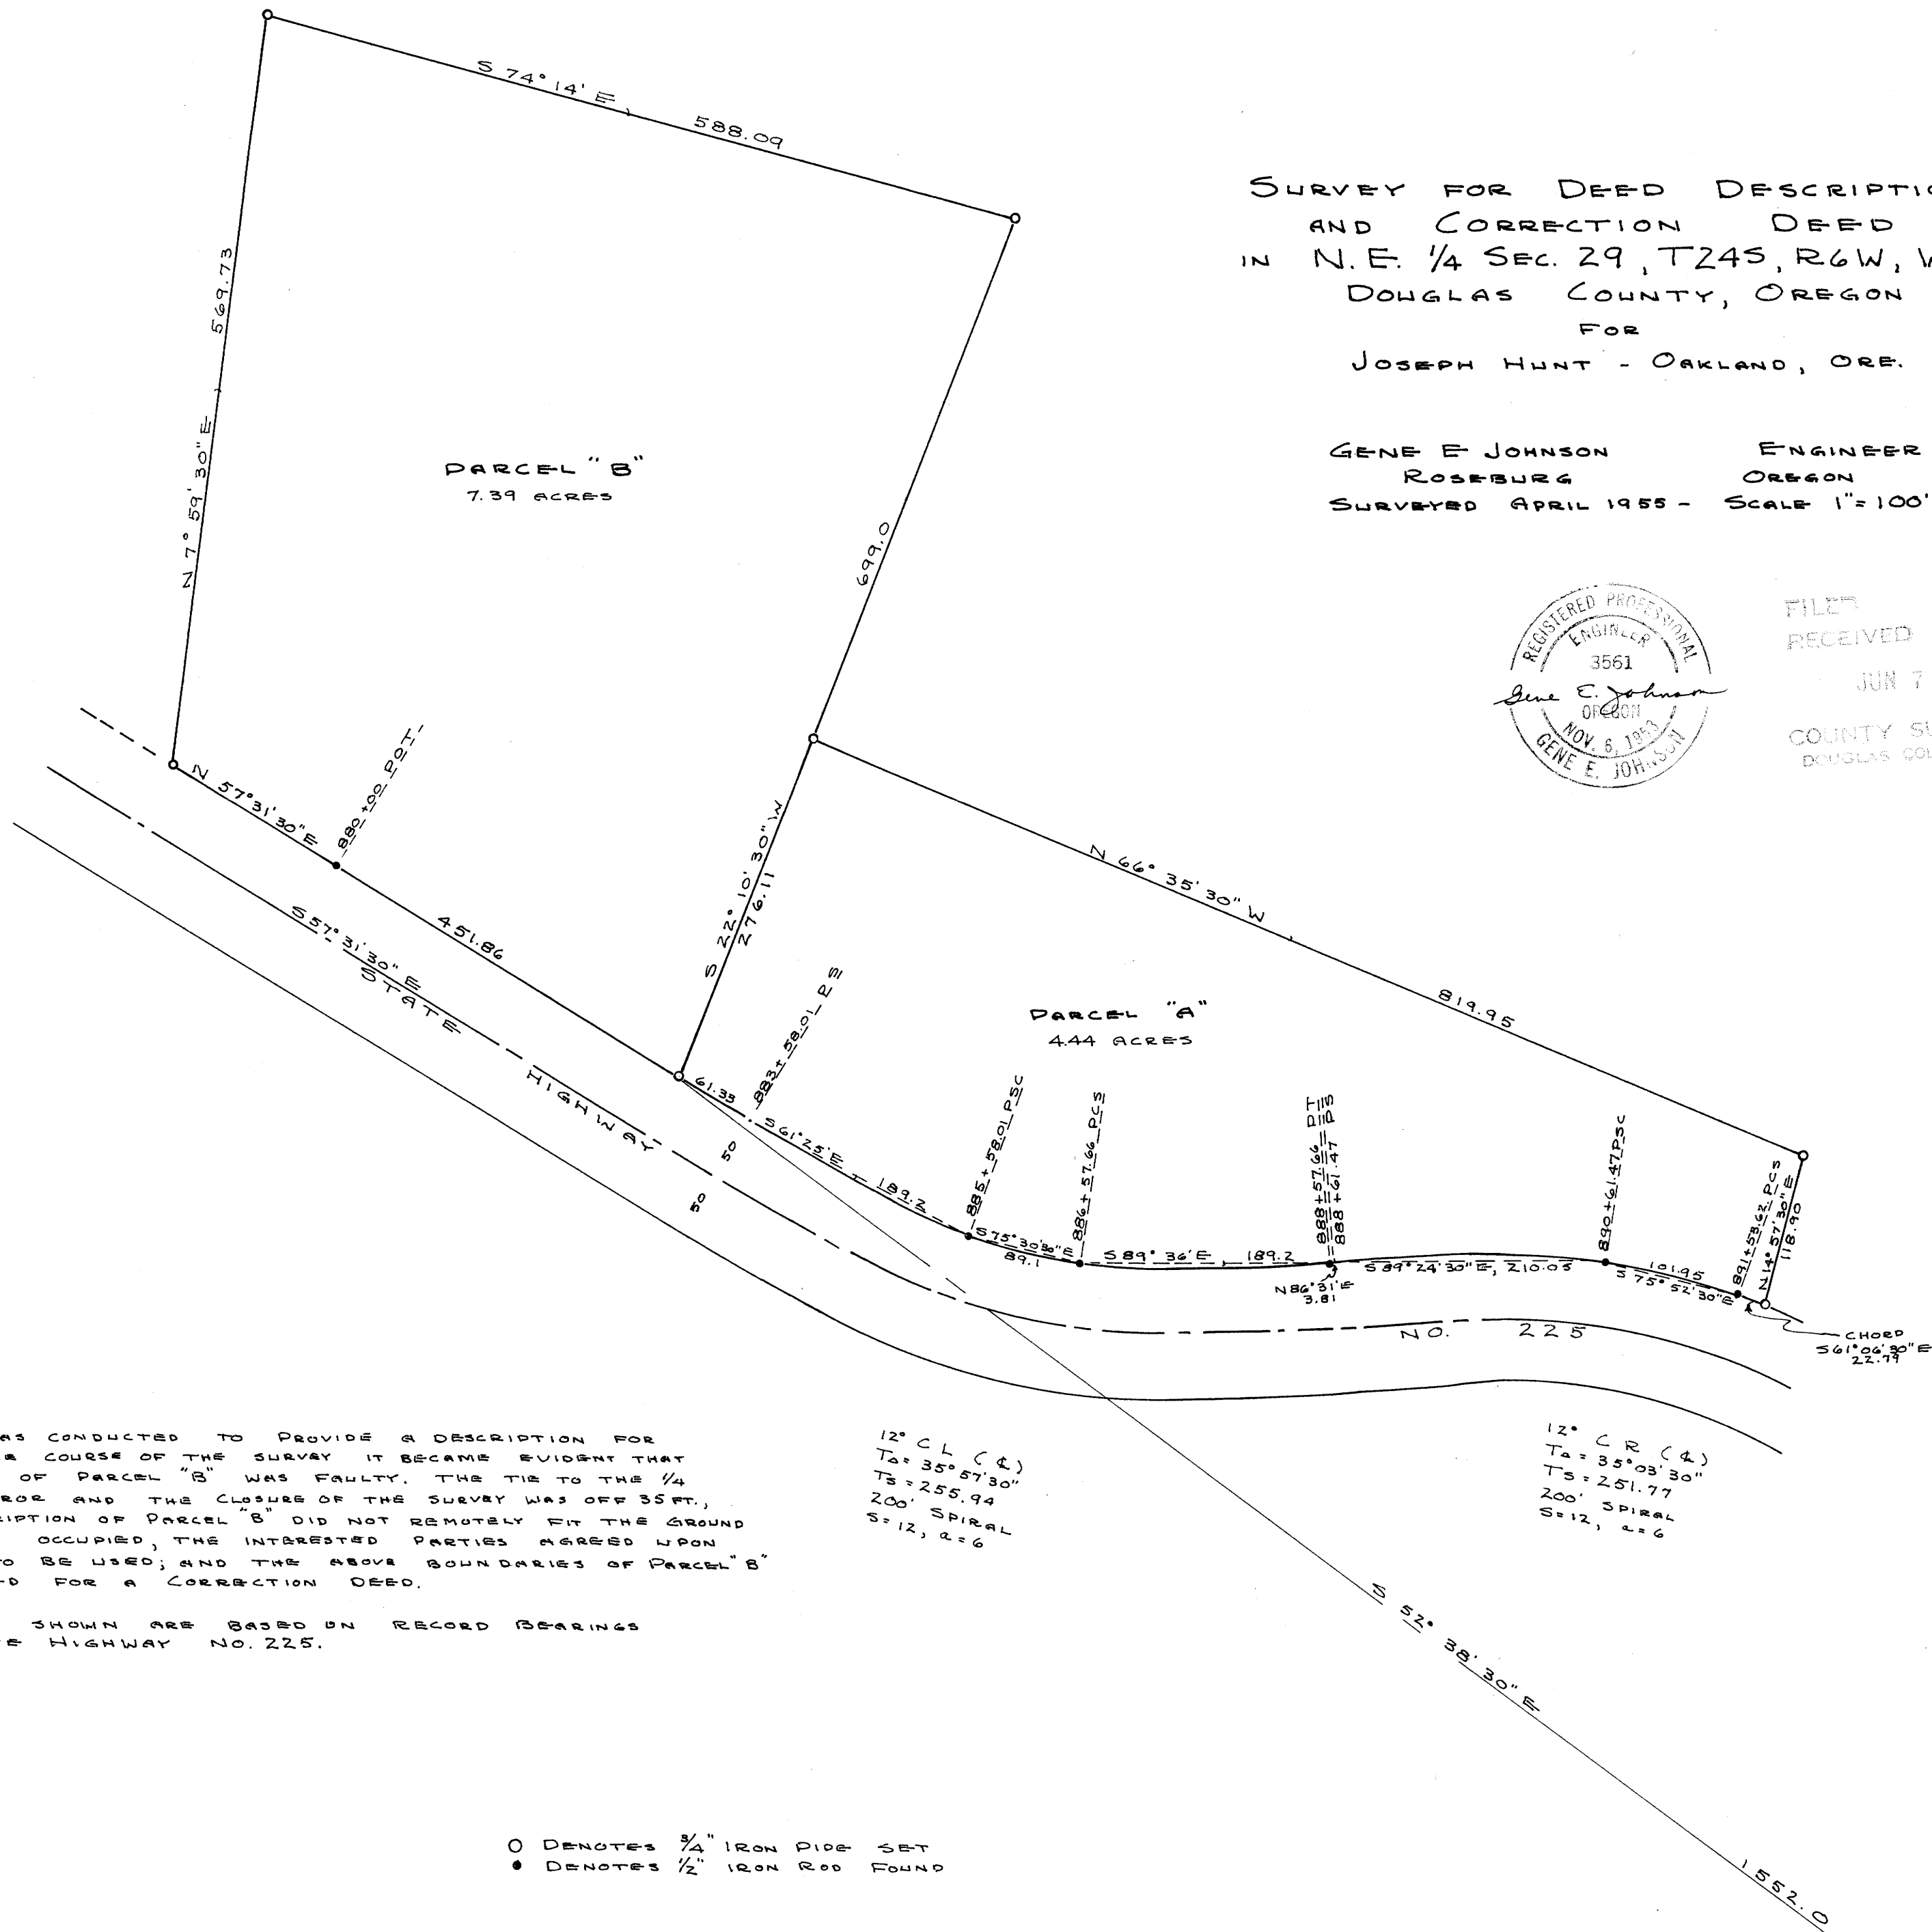 SURVEY FOR DEED
AND CORRECTION DEED
IN N.E. 1/4 SEC. 29, T24S, R6W,
DOUGLAS COUNTY, OREGON
FOR
JOSEPH HUNT - OAKLAND, ORE.
GENE E JOHNSON ENGINEER
ROSEBURG OREGON
SURVEYED APRIL 1955 - SCALE 1"=100'
REGISTERED PROFESSIONAL
ENGINEER
3561
Gene E. Johnson
OREGON
NOV. 6, 1953
GENE E. JOHNSON
FILED
RECEIVED
JUN 7
COUNTY
DOUGLAS
S 74° 14' E, 588.09
N 7° 59' 30" E, 569.73
PARCEL "B"
7.39 ACRES
699.0
N 57° 31' 30" E
880+00 POT
451.86
S 22° 10' 30" W
276.11
S 57° 31' 30" E
STATE HIGHWAY NO. 225
50
50
N 66° 35' 30" W, 819.95
PARCEL "A"
4.44 ACRES
61.35
883+58.01 PS
S 61° 25' E, 189.2
885+58.01 PSC
S 75° 30' 30" E
89.1
886+57.66 PCS
S 89° 36' E, 189.2
888+57.66 = PT
888+61.47 = PS
N 86° 31' E
3.81
S 89° 24' 30" E, 210.05
890+61.47 PSC
101.95
S 75° 52' 30" E
891+53.62 PCS
N 14° 57' 30" E
118.90
CHORD
S 61° 06' 30" E
22.79
AS CONDUCTED TO PROVIDE A DESCRIPTION FOR
COURSE OF THE SURVEY IT BECAME EVIDENT THAT
OF PARCEL "B" WAS FAULTY. THE TIE TO THE 1/4
AND THE CLOSURE OF THE SURVEY WAS OFF 35 FT.,
OF PARCEL "B" DID NOT REMOTELY FIT THE GROUND
OCCUPIED, THE INTERESTED PARTIES AGREED UPON
TO BE USED; AND THE ABOVE BOUNDARIES OF PARCEL "B"
FOR A CORRECTION DEED.
SHOWN ARE BASED ON RECORD BEARINGS
HIGHWAY NO. 225.
12° C L (℄)
TΔ = 35° 57' 30"
TS = 255.94
200' SPIRAL
S = 12, a = 6
12° C R (℄)
TΔ = 35° 03' 30"
TS = 251.77
200' SPIRAL
S = 12, a = 6
S 52° 38' 30" E
1552.0
O DENOTES 3/4" IRON PIPE SET
● DENOTES 1/2" IRON ROD FOUND